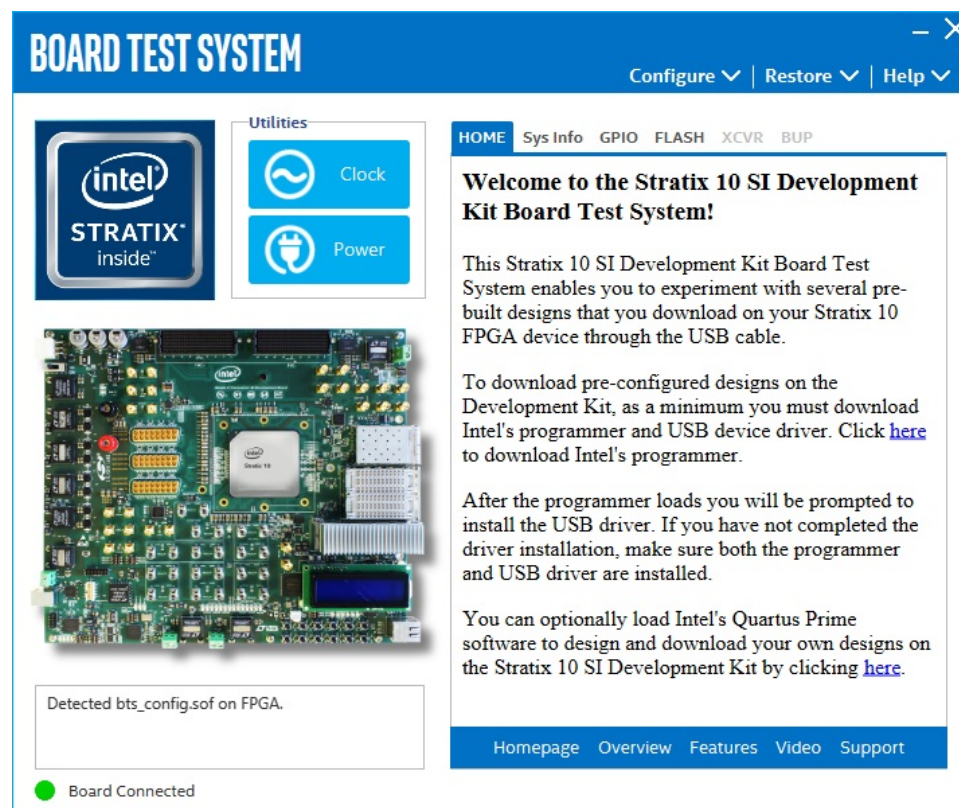 BOARD TEST SYSTEM
Configure | Restore | Help
intel
STRATIX
inside™
Utilities
Clock
Power
HOME Sys Info GPIO FLASH XCVR BUP
Welcome to the Stratix 10 SI Development
Kit Board Test System!
This Stratix 10 SI Development Kit Board Test
System enables you to experiment with several pre-
built designs that you download on your Stratix 10
FPGA device through the USB cable.
To download pre-configured designs on the
Development Kit, as a minimum you must download
Intel's programmer and USB device driver. Click here
to download Intel's programmer.
After the programmer loads you will be prompted to
install the USB driver. If you have not completed the
driver installation, make sure both the programmer
and USB driver are installed.
You can optionally load Intel's Quartus Prime
software to design and download your own designs on
the Stratix 10 SI Development Kit by clicking here.
Homepage Overview Features Video Support
intel
intel
Stratix 10
Detected bts_config.sof on FPGA.
Board Connected